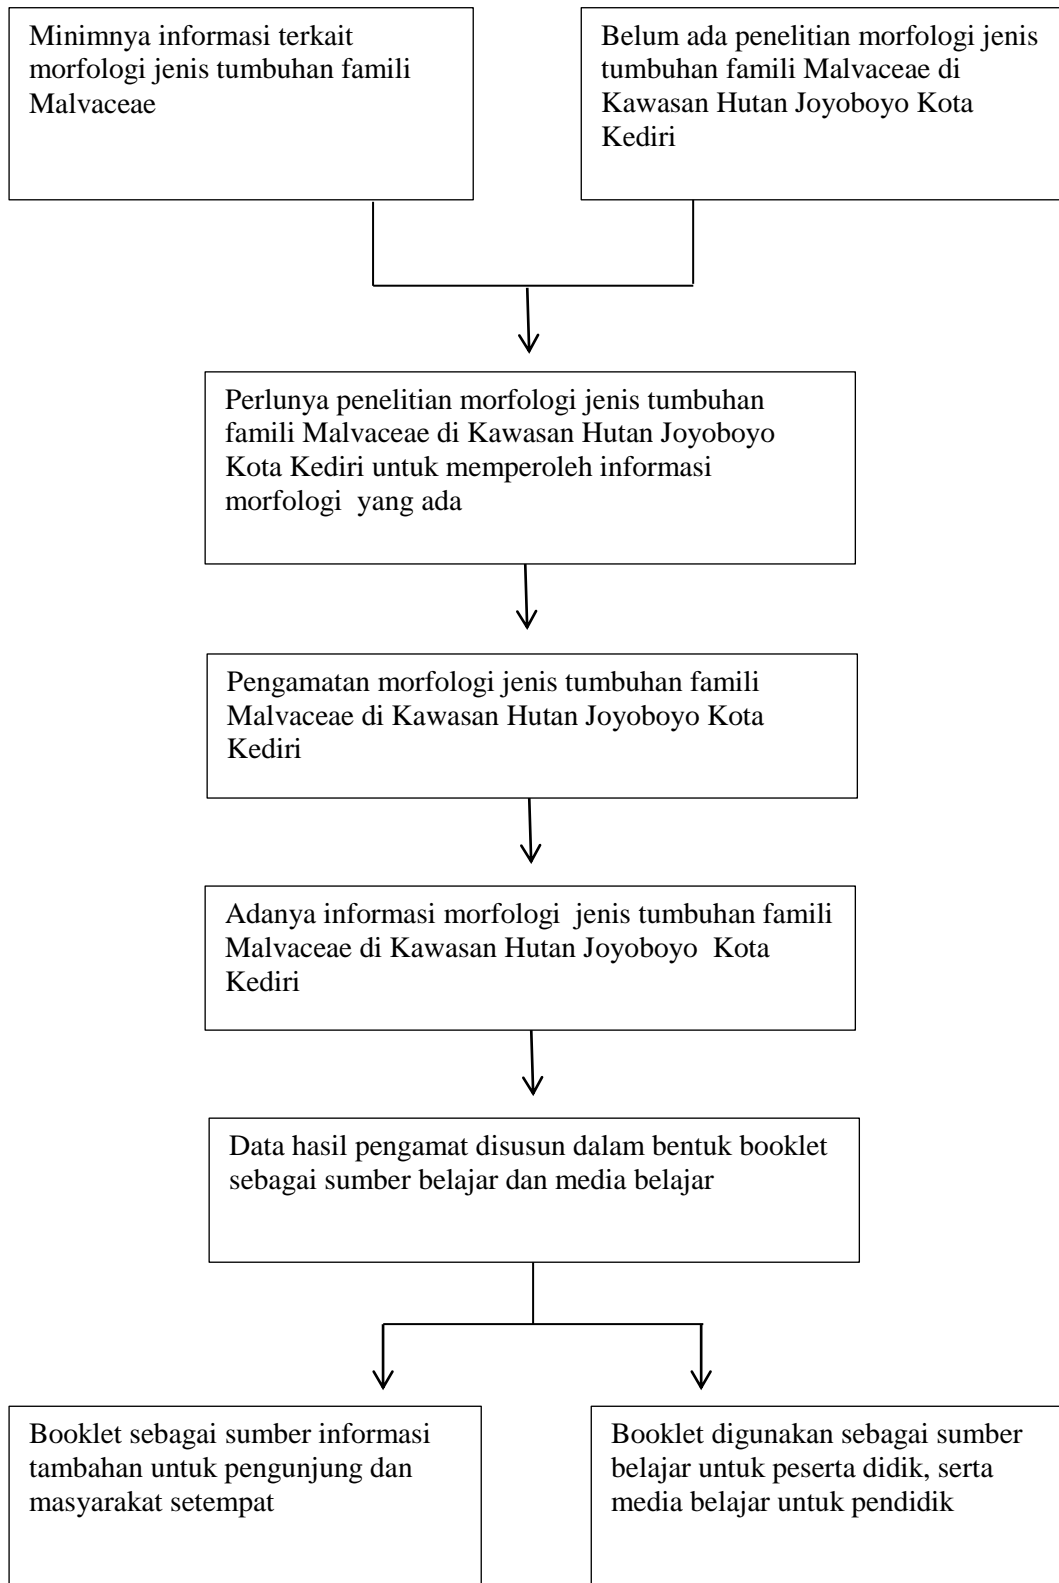 Minimnya informasi terkait
morfologi jenis tumbuhan famili
Malvaceae
Belum ada penelitian morfologi jenis
tumbuhan famili Malvaceae di
Kawasan Hutan Joyoboyo Kota
Kediri
Perlunya penelitian morfologi jenis tumbuhan
famili Malvaceae di Kawasan Hutan Joyoboyo
Kota Kediri untuk memperoleh informasi
morfologi yang ada
Pengamatan morfologi jenis tumbuhan famili
Malvaceae di Kawasan Hutan Joyoboyo Kota
Kediri
Adanya informasi morfologi jenis tumbuhan famili
Malvaceae di Kawasan Hutan Joyoboyo Kota
Kediri
Data hasil pengamat disusun dalam bentuk booklet
sebagai sumber belajar dan media belajar
Booklet sebagai sumber informasi
tambahan untuk pengunjung dan
masyarakat setempat
Booklet digunakan sebagai sumber
belajar untuk peserta didik, serta
media belajar untuk pendidik